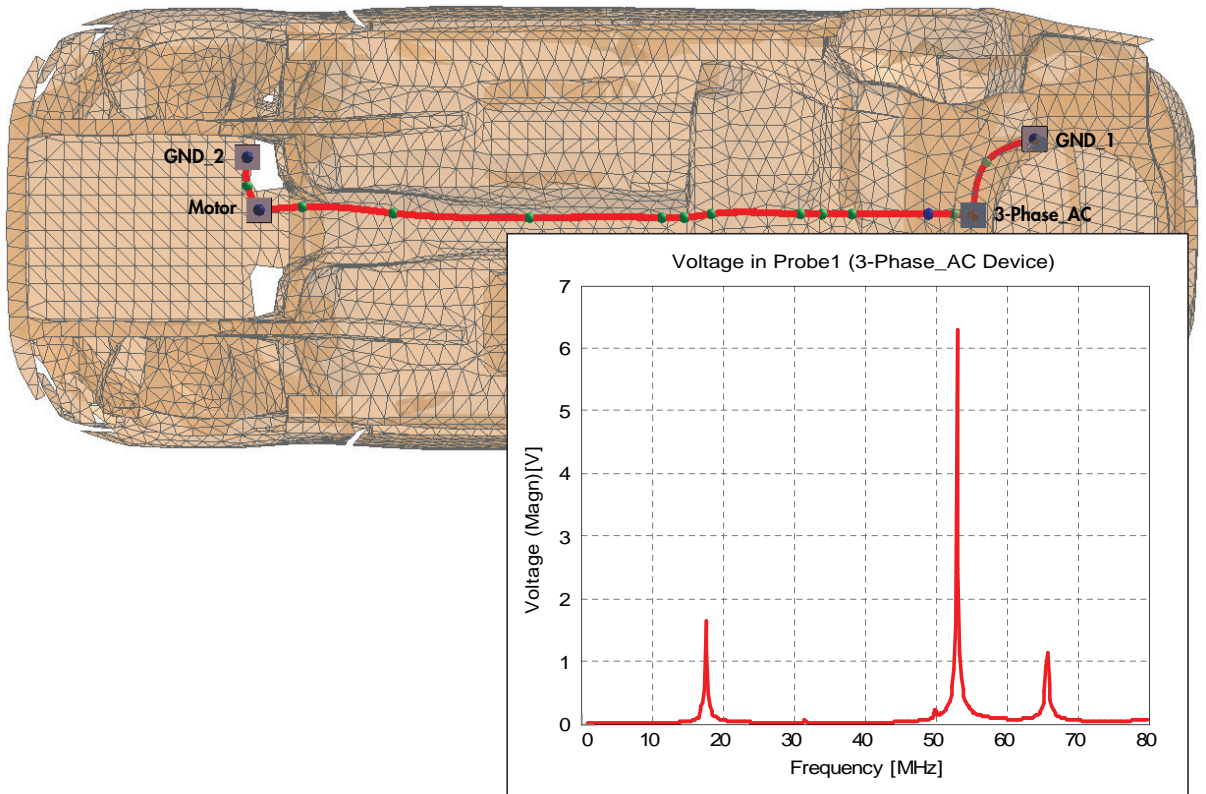 GND_2
GND_1
Motor
3-Phase_AC
Voltage in Probe1 (3-Phase_AC Device)
7
6
5
4
3
2
1
0
Voltage (Magn)[V]
0 10 20 30 40 50 60 70 80
Frequency [MHz]